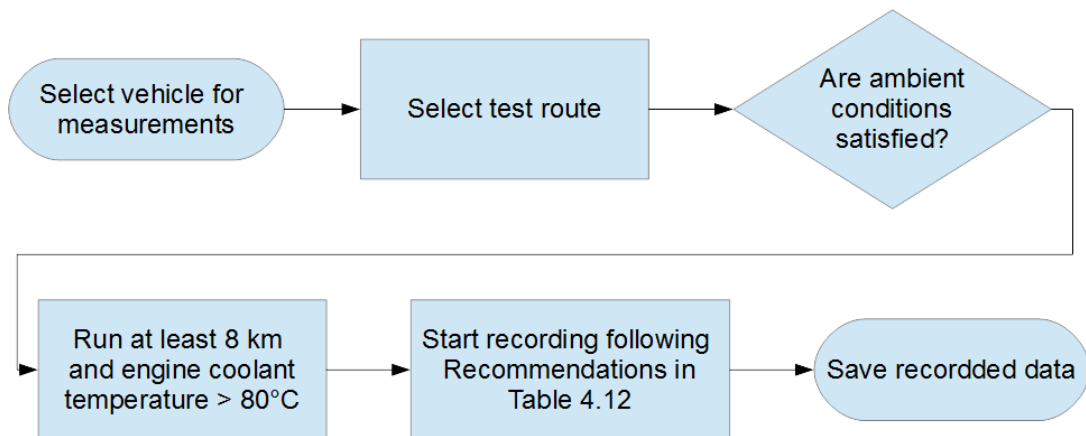 Select vehicle for
measurements
Select test route
Are ambient
conditions
satisfied?
Run at least 8 km
and engine coolant
temperature > 80°C
Start recording following
Recommendations in
Table 4.12
Save recordded data